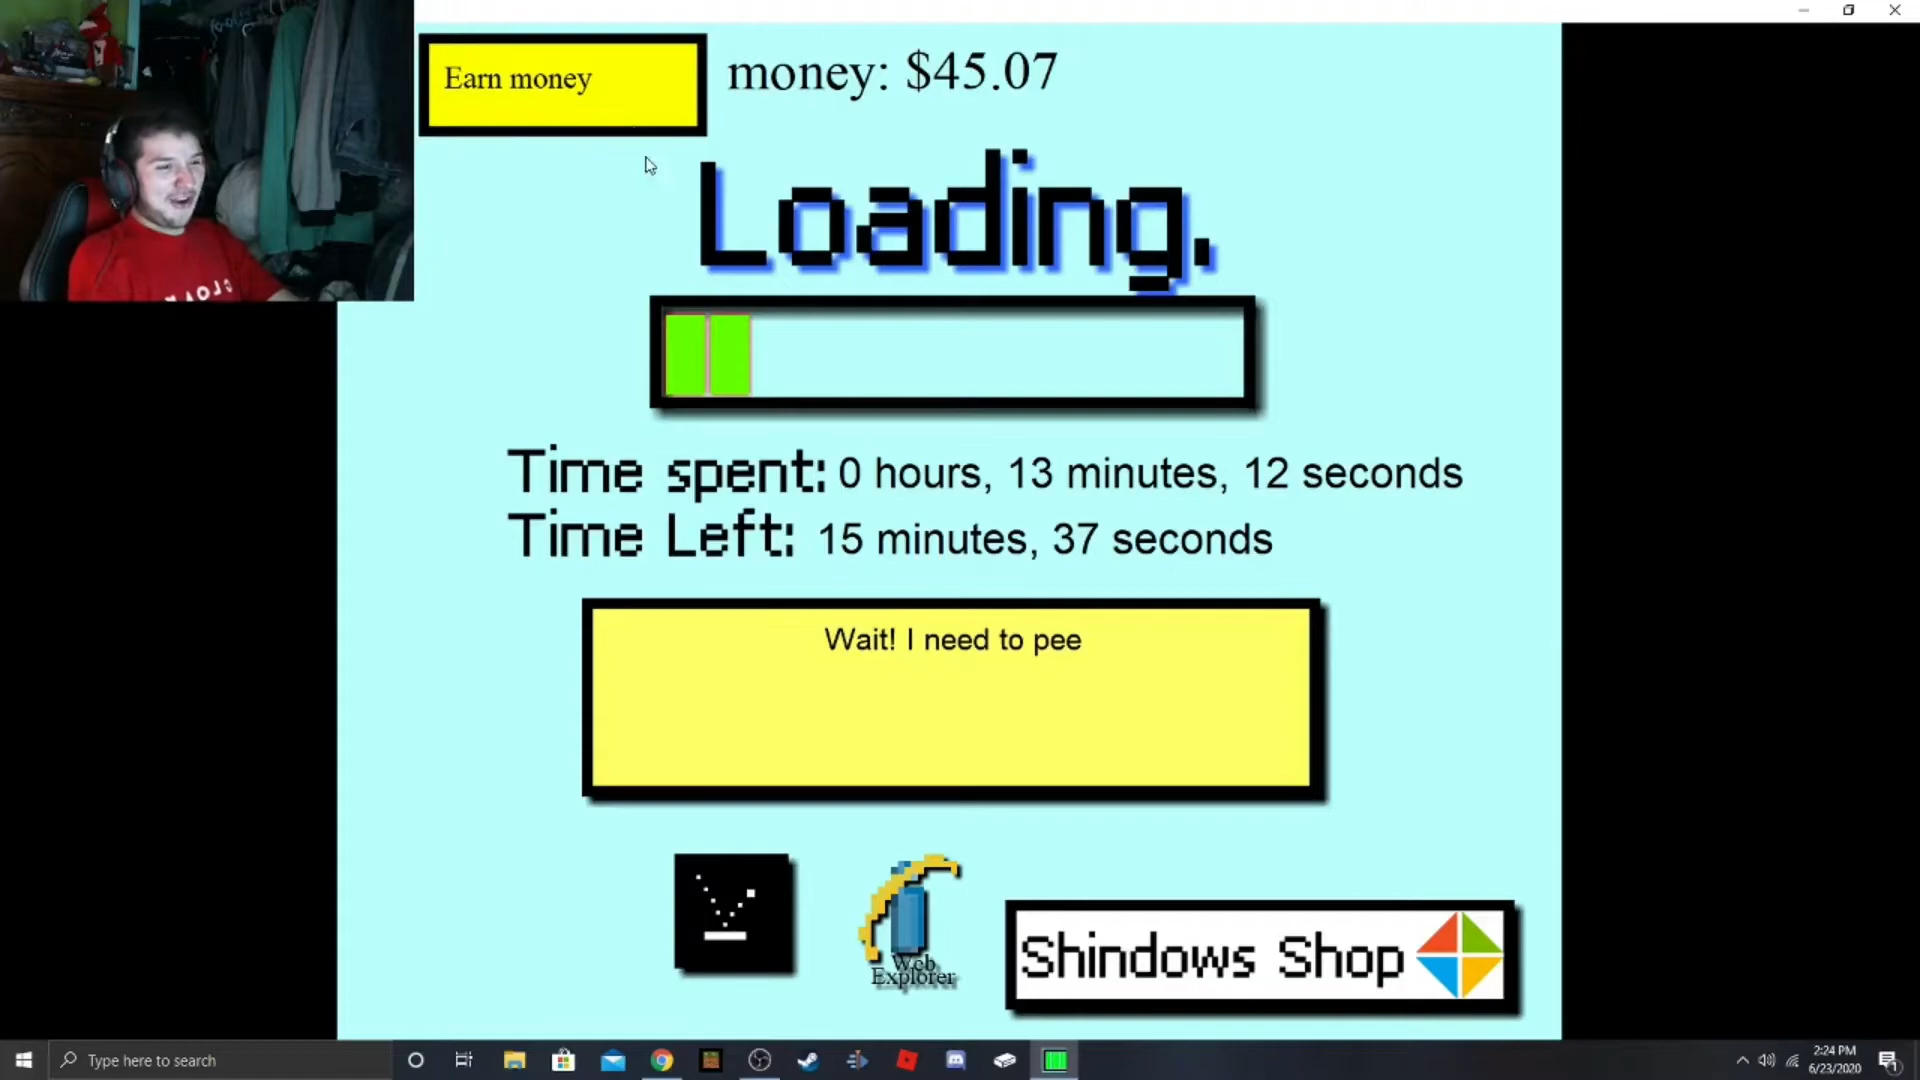 Earn money
money: $45.07
Loading.
Time spent: 0 hours, 13 minutes, 12 seconds
Time Left: 15 minutes, 37 seconds
Wait! I need to pee
Web
Explorer
Shindows Shop
Type here to search
2:24 PM
6/23/2020